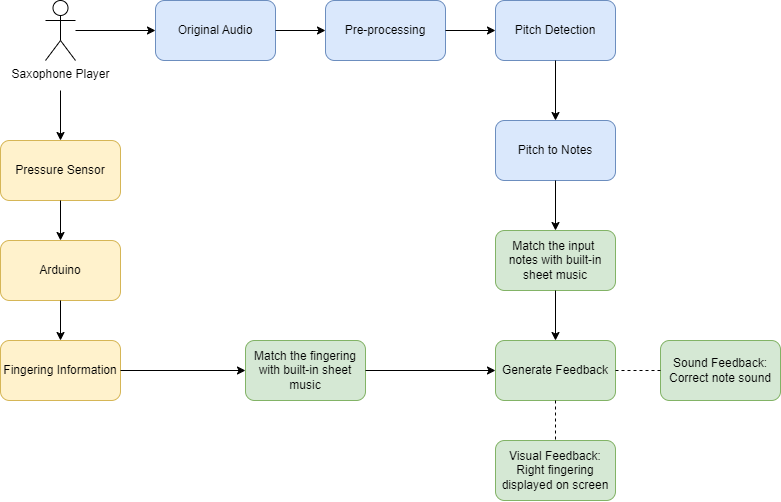 Original Audio
Pre-processing
Pitch Detection
Saxophone Player
Pressure Sensor
Pitch to Notes
Arduino
Match the input
notes with built-in
sheet music
Fingering Information
Match the fingering
with built-in sheet
music
Generate Feedback
Sound Feedback:
Correct note sound
Visual Feedback:
Right fingering
displayed on screen